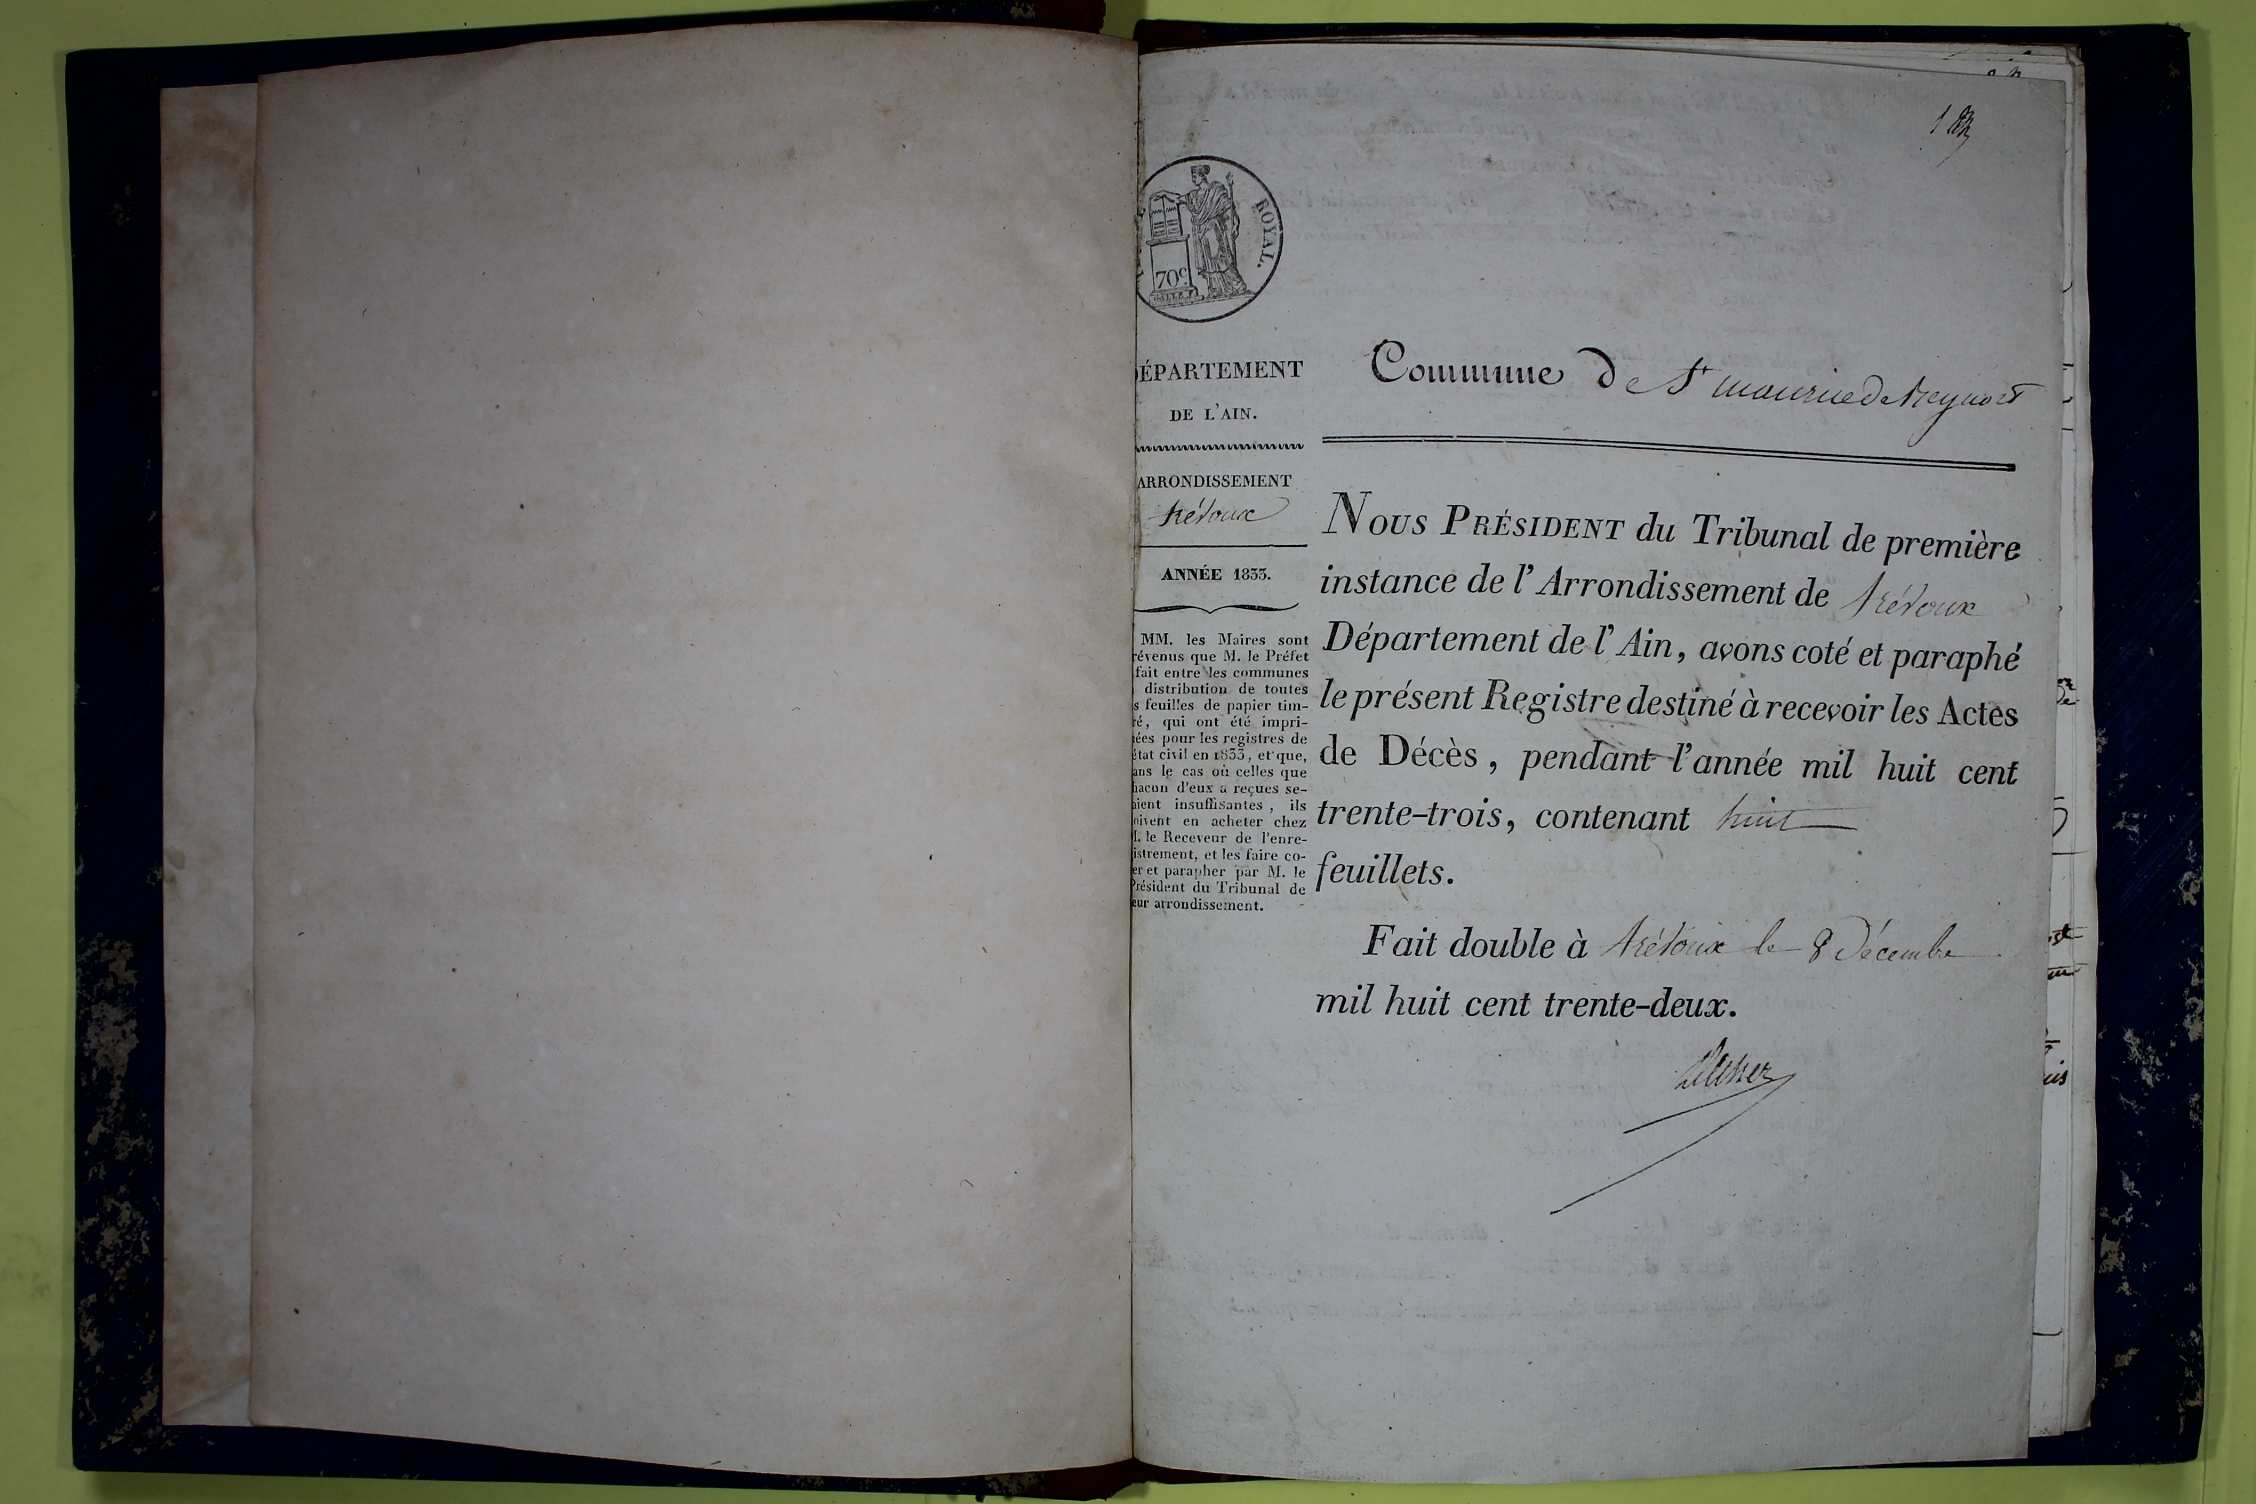 1
ROYAL.
70c
ÉPARTEMENT
DE L'AIN.
ARRONDISSEMENT
Trévoux
ANNÉE 1833.
MM. les Maires sont
révenus que M. le Préfet
fait entre les communes
distribution de toutes
s feuilles de papier tim-
ré, qui ont été impri-
ées pour les registres de
état civil en 1833, et que,
ans le cas où celles que
hacun d'eux a reçues se-
aient insuffisantes, ils
oivent en acheter chez
M. le Receveur de l'enre-
istrement, et les faire co-
er et parapher par M. le
Président du Tribunal de
eur arrondissement.
Commune de St maurice de Beynost
NOUS PRÉSIDENT du Tribunal de première
instance de l'Arrondissement de Trévoux
Département de l'Ain, avons coté et paraphé
le présent Registre destiné à recevoir les Actes
de Décès, pendant l'année mil huit cent
trente-trois, contenant huit
feuillets.
Fait double à Trévoux le 8 Décembre
mil huit cent trente-deux.